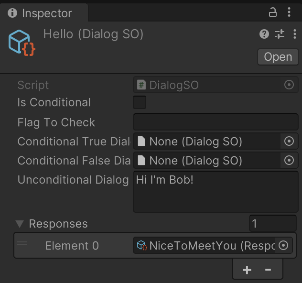 Inspector
Hello (Dialog SO)
Open
Script DialogSO
Is Conditional
Flag To Check
Conditional True Dial None (Dialog SO)
Conditional False Dia None (Dialog SO)
Unconditional Dialog Hi I'm Bob!
Responses 1
Element 0 NiceToMeetYou (Respo
+ -